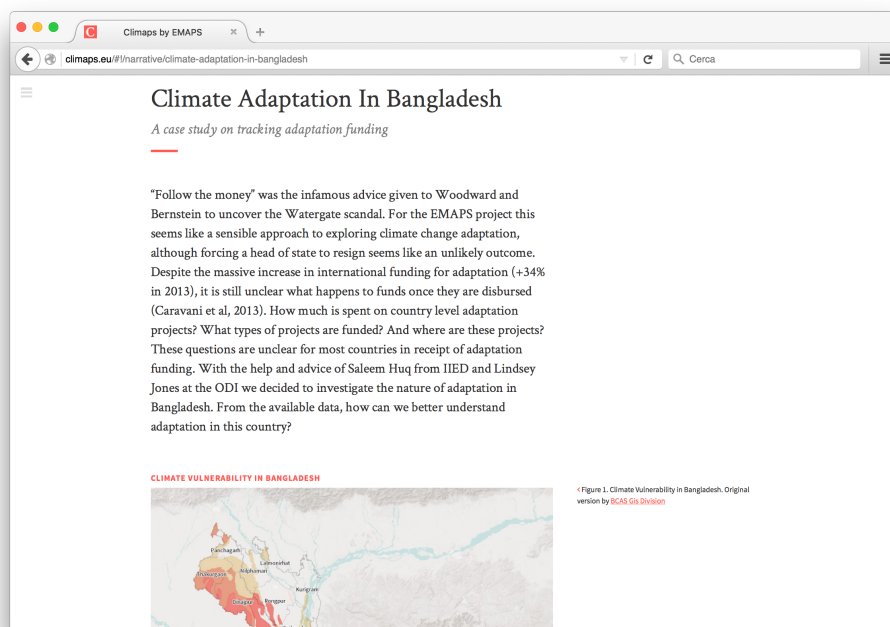 Climaps by EMAPS
climaps.eu/#!/narrative/climate-adaptation-in-bangladesh
Cerca
Climate Adaptation In Bangladesh
A case study on tracking adaptation funding
“Follow the money” was the infamous advice given to Woodward and
Bernstein to uncover the Watergate scandal. For the EMAPS project this
seems like a sensible approach to exploring climate change adaptation,
although forcing a head of state to resign seems like an unlikely outcome.
Despite the massive increase in international funding for adaptation (+34%
in 2013), it is still unclear what happens to funds once they are disbursed
(Caravani et al, 2013). How much is spent on country level adaptation
projects? What types of projects are funded? And where are these projects?
These questions are unclear for most countries in receipt of adaptation
funding. With the help and advice of Saleem Huq from IIED and Lindsey
Jones at the ODI we decided to investigate the nature of adaptation in
Bangladesh. From the available data, how can we better understand
adaptation in this country?
CLIMATE VULNERABILITY IN BANGLADESH
‹ Figure 1. Climate Vulnerability in Bangladesh. Original
version by BCAS Gis Division
Panchagarh
Lalmonirhat
Nilphamari
Thakurgaon
Kurigram
Dinajpur
Rongpur